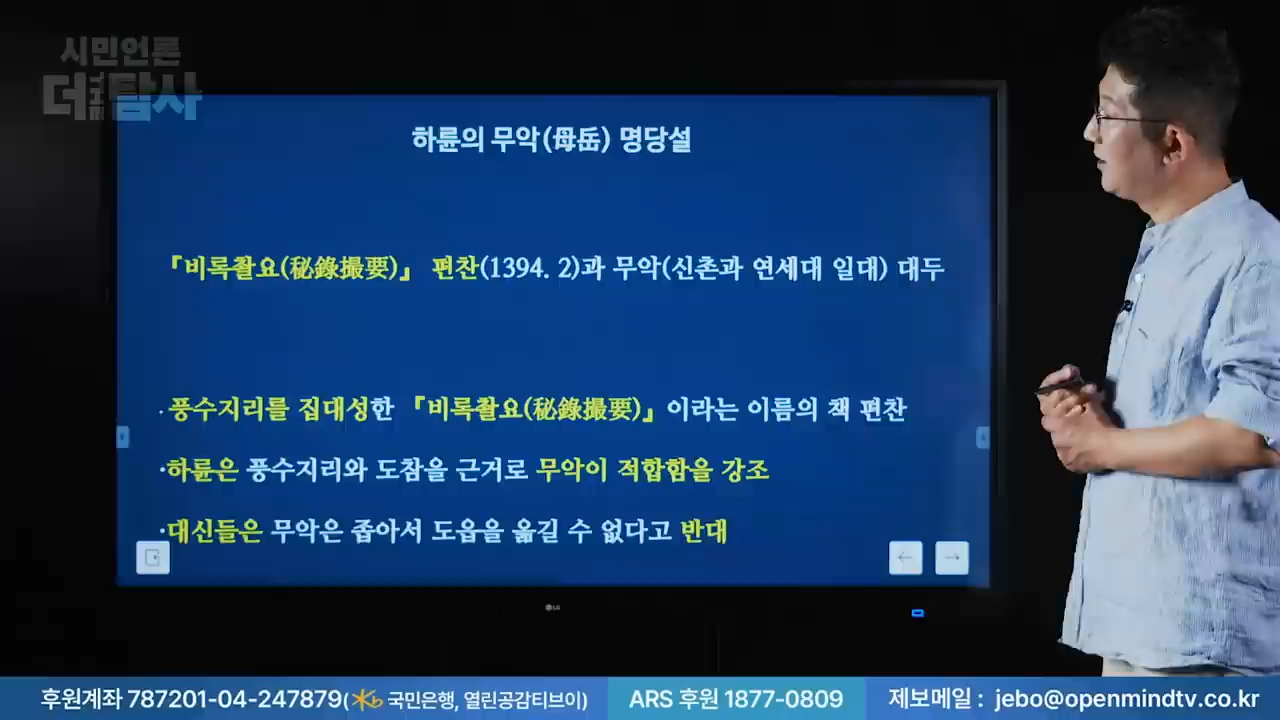 시민언론
더탐사
하륜의 무악(母岳) 명당설
『비록촬요(秘錄撮要)』 편찬(1394. 2)과 무악(신촌과 연세대 일대) 대두
· 풍수지리를 집대성한 『비록촬요(秘錄撮要)』이라는 이름의 책 편찬
·하륜은 풍수지리와 도참을 근거로 무악이 적합함을 강조
·대신들은 무악은 좁아서 도읍을 옮길 수 없다고 반대
LG
후원계좌 787201-04-247879( b 국민은행, 열린공감티브이) ARS 후원 1877-0809 제보메일 : jebo@openmindtv.co.kr